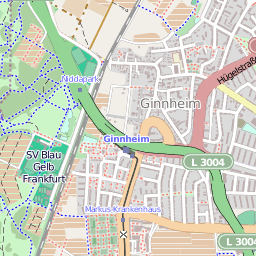 Niddapark
Hügelstraße
Ginnheim
Ginnheim
L 3004
SV Blau
Gelb
Frankfurt
Markus Krankenhaus
L 3004